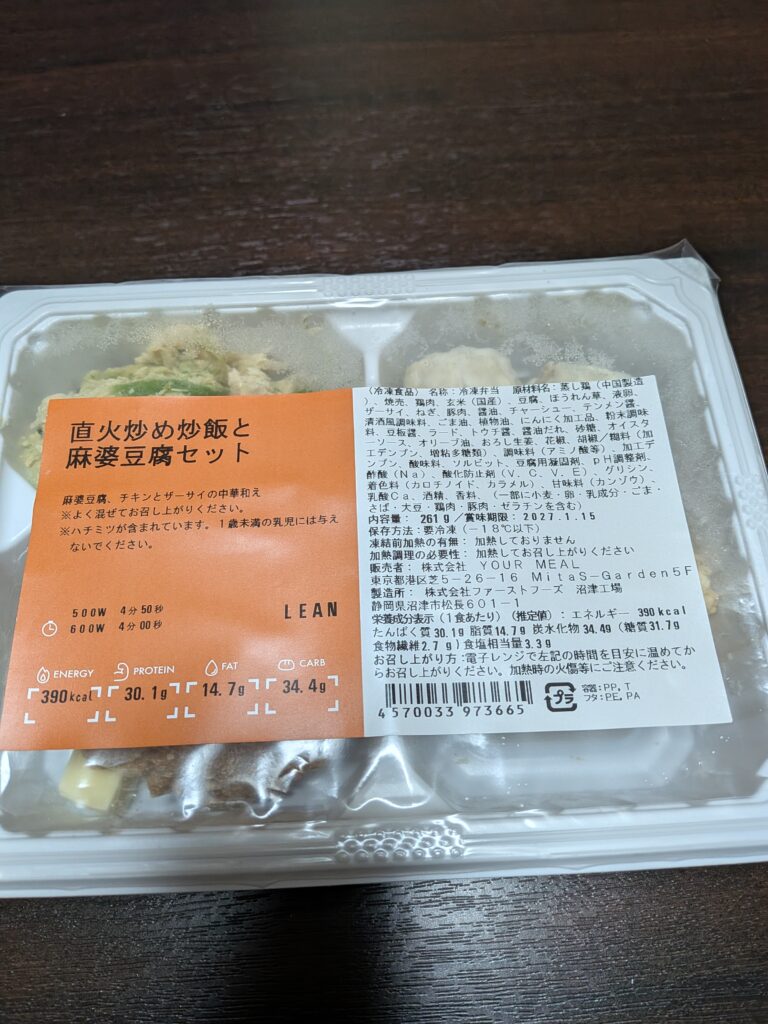 直火炒め炒飯と
麻婆豆腐セット
麻婆豆腐、チキンとザーサイの中華和え
※よく混ぜてお召し上がりください。
※ハチミツが含まれています。1歳未満の乳児には与え
ないでください。
500W 4分50秒
600W 4分00秒
LEAN
ENERGY
390kcal
PROTEIN
30.1g
FAT
14.7g
CARB
34.4g
(冷凍食品) 名称:冷凍弁当 原材料名:蒸し鶏(中国製造
)、焼売、鶏肉、玄米(国産)、豆腐、ほうれん草、液卵、
ザーサイ、ねぎ、豚肉、醤油、チャーシュー、テンメン醤、
清酒風調味料、ごま油、植物油、にんにく加工品、粉末調味
料、豆板醤、ラード、トウチ醤、醤油だれ、砂糖、オイスタ
ーソース、オリーブ油、おろし生姜、花椒、胡椒/糊料(加
工デンプン、増粘多糖類)、調味料(アミノ酸等)、加工デ
ンプン、酸味料、ソルビット、豆腐用凝固剤、pH調整剤、
酢酸(Na)、酸化防止剤(V.C、V.E)、グリシン、
着色料(カロチノイド、カラメル)、甘味料(カンゾウ)、
乳酸Ca、酒精、香料、(一部に小麦・卵・乳成分・ごま・
さば・大豆・鶏肉・豚肉・ゼラチンを含む)
内容量: 261g/賞味期限: 2027.1.15
保存方法:要冷凍(-18℃以下)
凍結前加熱の有無: 加熱しておりません
加熱調理の必要性: 加熱してお召し上がりください
販売者: 株式会社 YOUR MEAL
東京都港区芝5-26-16 MitaS-Garden5F
製造所: 株式会社ファーストフーズ 沼津工場
静岡県沼津市松長601-1
栄養成分表示(1食あたり)(推定値): エネルギー 390kcal
たんぱく質 30.1g 脂質 14.7g 炭水化物 34.4g (糖質 31.7g
食物繊維 2.7g) 食塩相当量 3.3g
お召し上がり方:電子レンジで左記の時間を目安に温めてか
らお召し上がりください。加熱時の火傷等にご注意ください。
4570033 973665
プラ
容器:PP,T
フタ:PE,PA